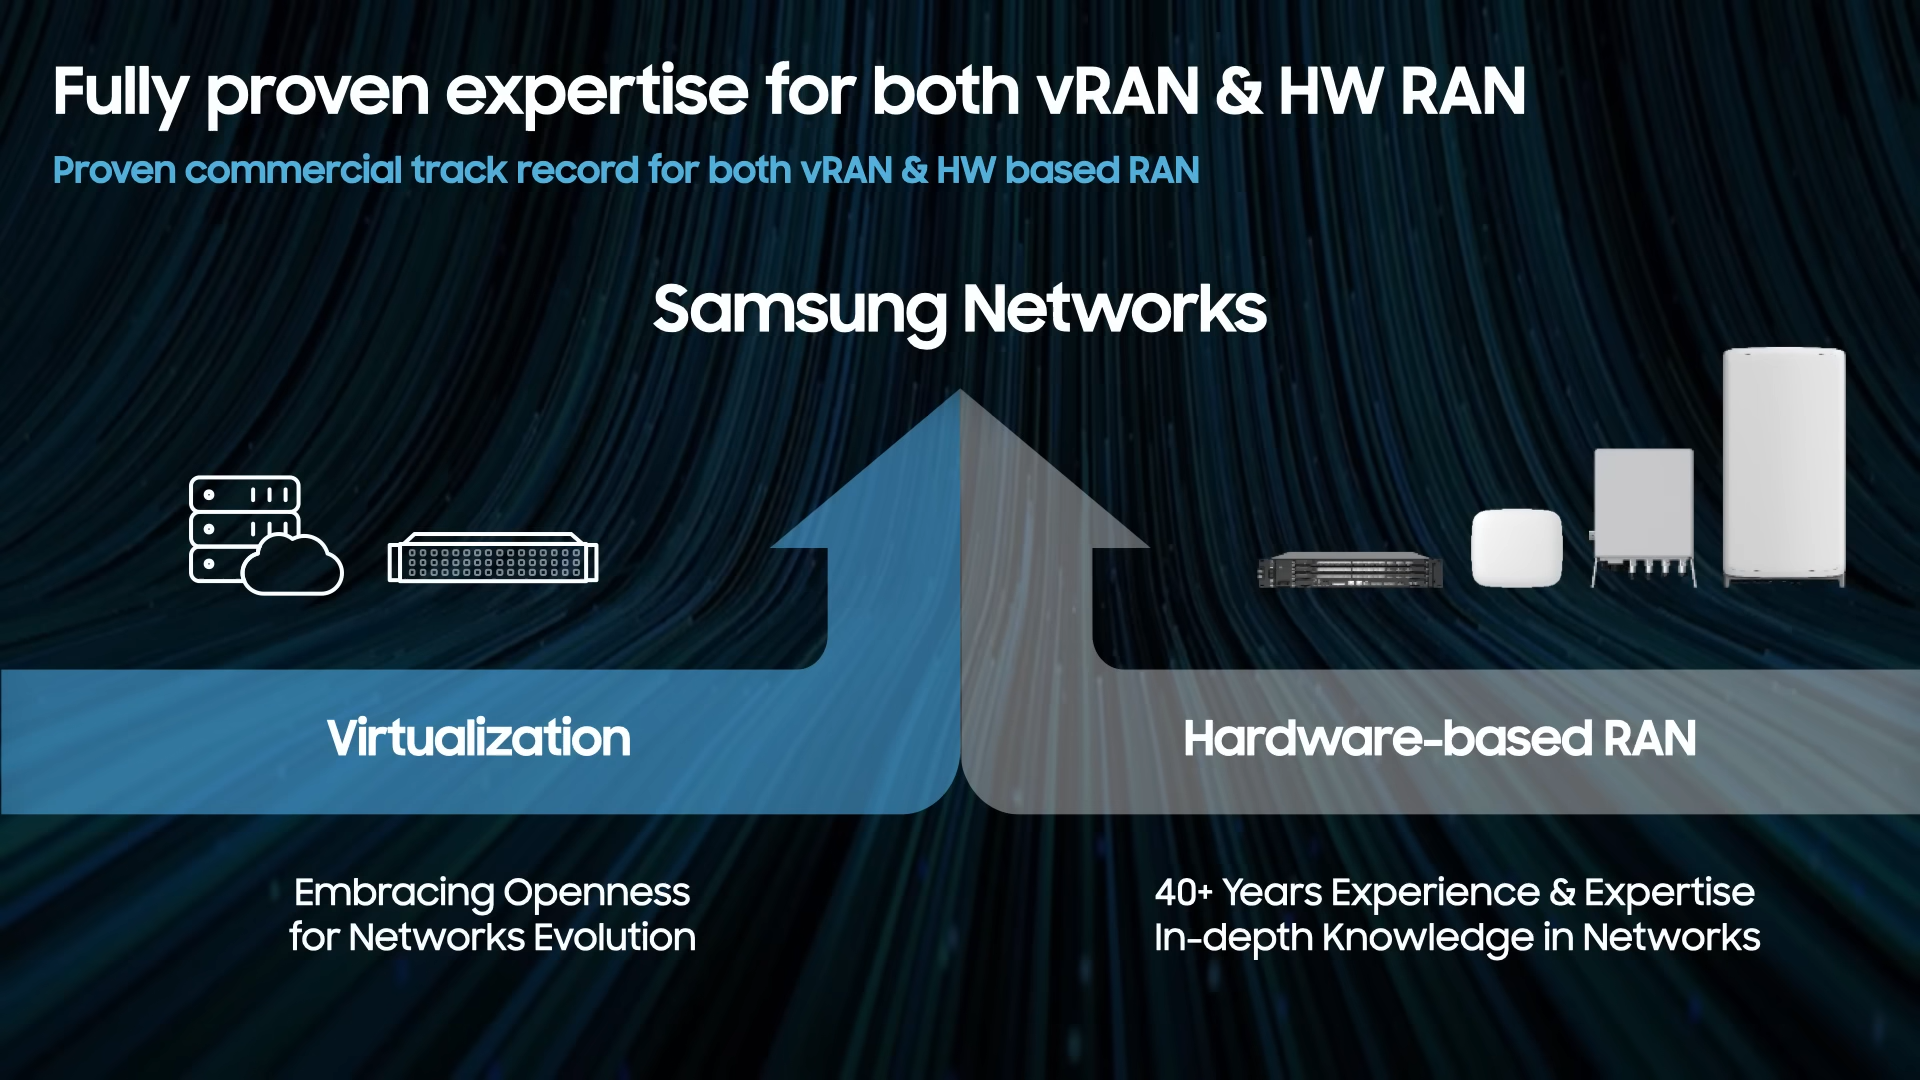 Fully proven expertise for both vRAN & HW RAN
Proven commercial track record for both vRAN & HW based RAN
Samsung Networks
Virtualization
Hardware-based RAN
Embracing Openness
for Networks Evolution
40+ Years Experience & Expertise
In-depth Knowledge in Networks